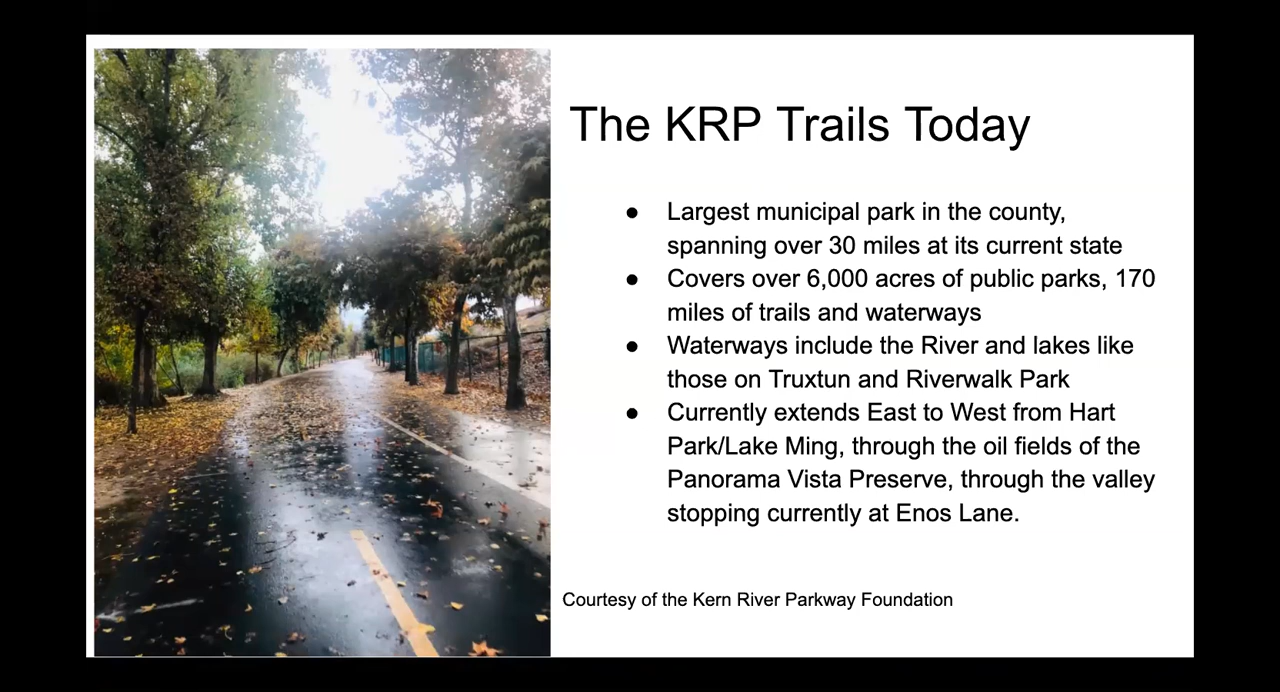 The KRP Trails Today
● Largest municipal park in the county,
spanning over 30 miles at its current state
● Covers over 6,000 acres of public parks, 170
miles of trails and waterways
● Waterways include the River and lakes like
those on Truxtun and Riverwalk Park
● Currently extends East to West from Hart
Park/Lake Ming, through the oil fields of the
Panorama Vista Preserve, through the valley
stopping currently at Enos Lane.
Courtesy of the Kern River Parkway Foundation